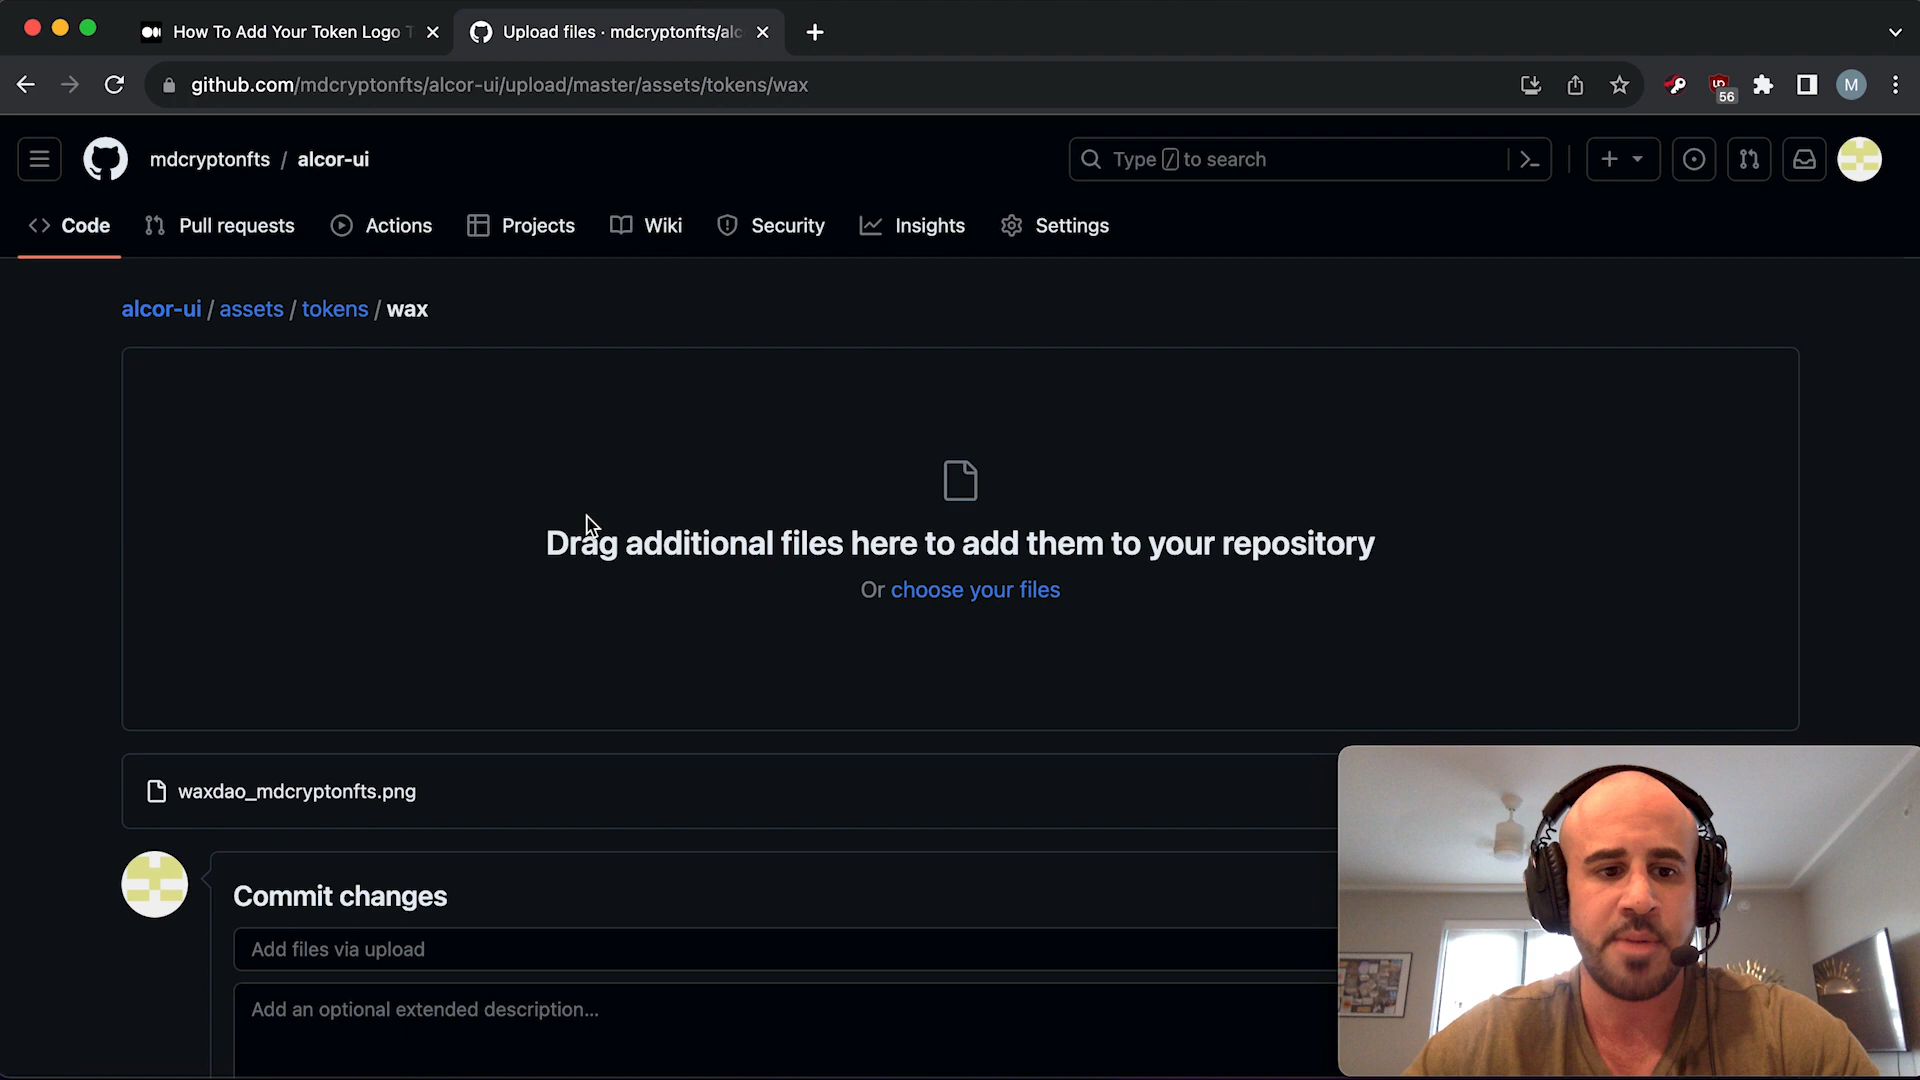 How To Add Your Token Logo T
Upload files · mdcryptonfts/alc
github.com/mdcryptonfts/alcor-ui/upload/master/assets/tokens/wax
56
M
mdcryptonfts / alcor-ui
Type / to search
Code
Pull requests
Actions
Projects
Wiki
Security
Insights
Settings
alcor-ui / assets / tokens / wax
Drag additional files here to add them to your repository
Or choose your files
waxdao_mdcryptonfts.png
Commit changes
Add files via upload
Add an optional extended description...